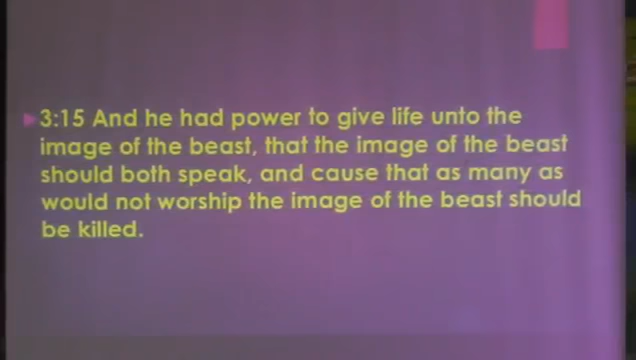 3:15 And he had power to give life unto the
image of the beast, that the image of the beast
should both speak, and cause that as many as
would not worship the image of the beast should
be killed.